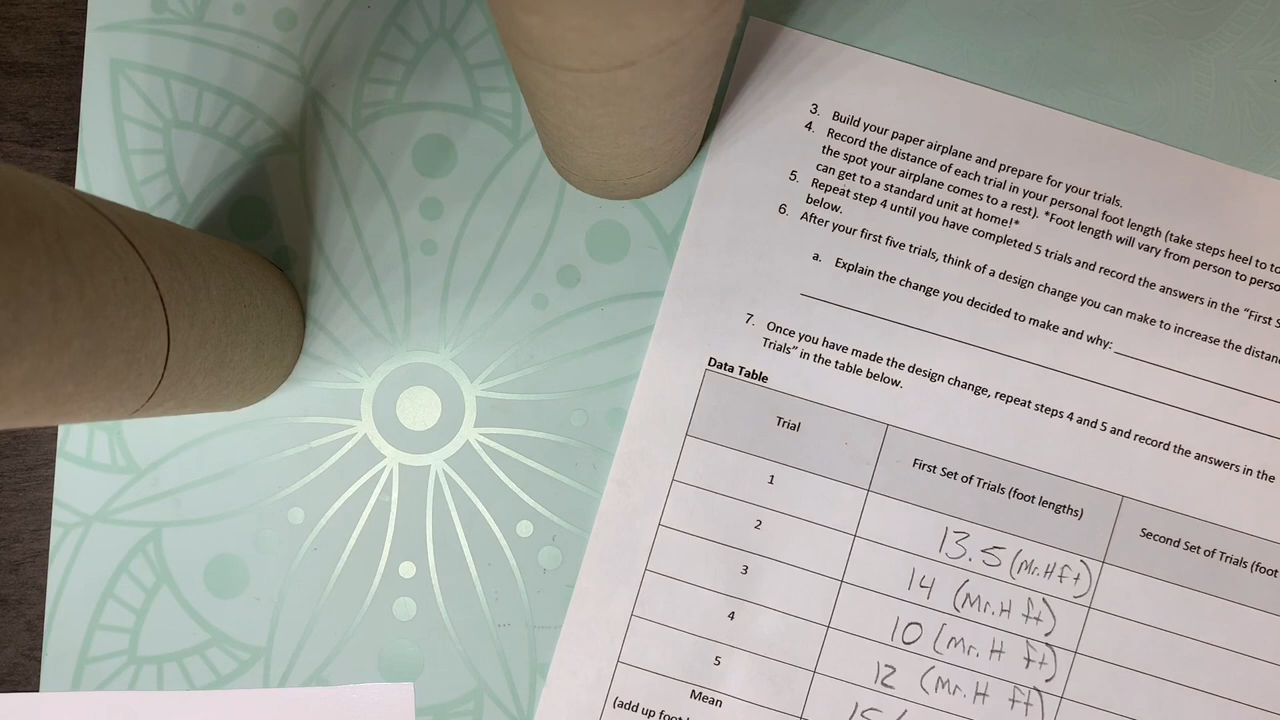 3. Build your paper airplane and prepare for your trials.
4. Record the distance of each trial in your personal foot length (take steps heel to
the spot your airplane comes to a rest). *Foot length will vary from person to
can get to a standard unit at home!*
5. Repeat step 4 until you have completed 5 trials and record the answers in the "First
below.
6. After your first five trials, think of a design change you can make to increase the
a. Explain the change you decided to make and why:
7. Once you have made the design change, repeat steps 4 and 5 and record the answers in the
Trials" in the table below.
Data Table
Trial First Set of Trials (foot lengths) Second Set of Trials (foot
1 13.5 (Mr. H ft)
2 14 (Mr. H ft)
3 10 (Mr. H ft)
4 12 (Mr. H ft)
5
Mean
(add up foot